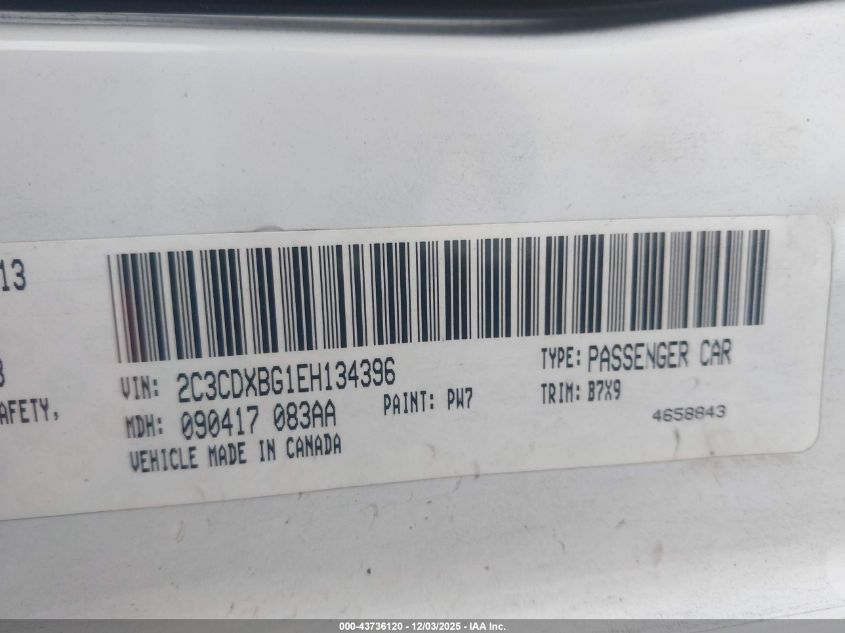 13
3
AFETY,
VIN: 2C3CDXBG1EH134396
MDH: 090417 083AA
VEHICLE MADE IN CANADA
PAINT: PW7
TYPE: PASSENGER CAR
TRIM: B7X9
4658843
000-43736120 - 12/03/2025 - IAA Inc.